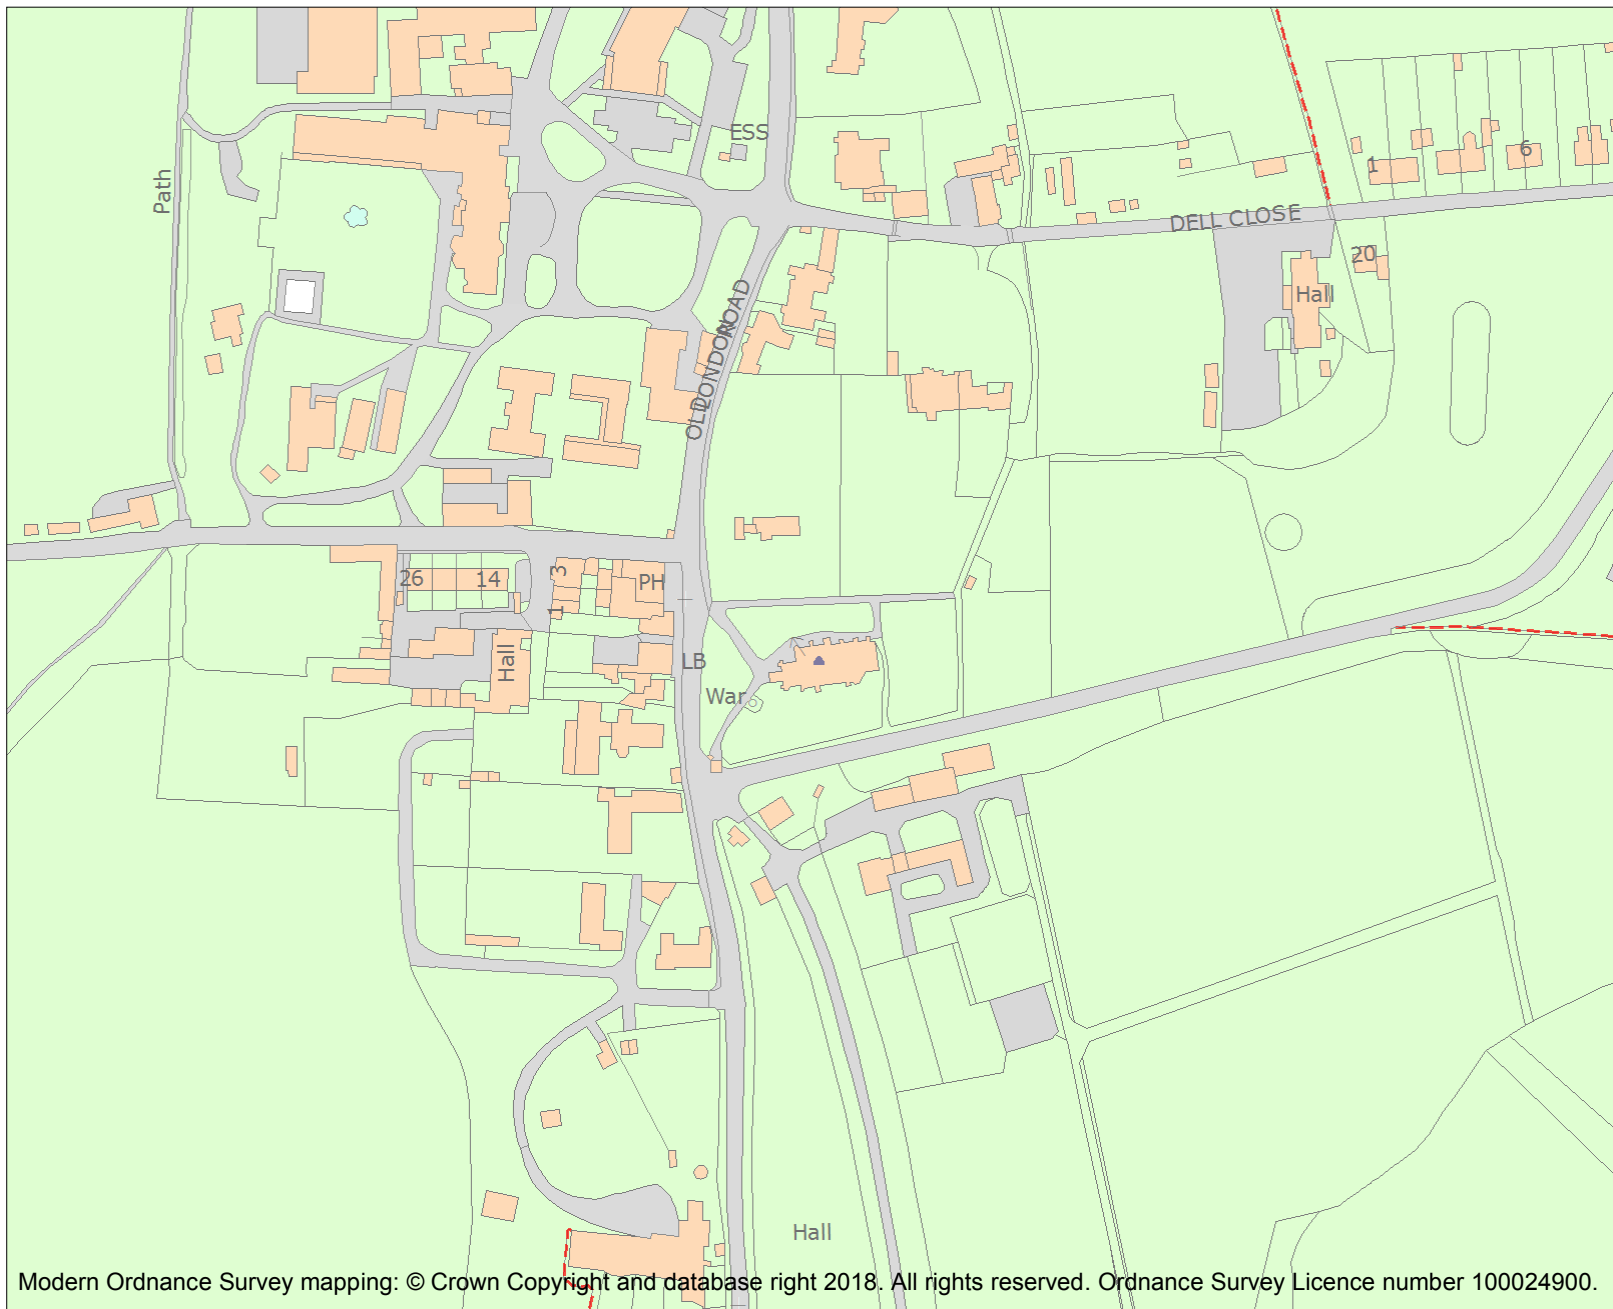 ESS
Path
1
6
DELL CLOSE
20
Hall
OLD LONDON ROAD
26
14
3
1
PH
Hall
LB
War
Hall
Modern Ordnance Survey mapping: © Crown Copyright and database right 2018. All rights reserved. Ordnance Survey Licence number 100024900.